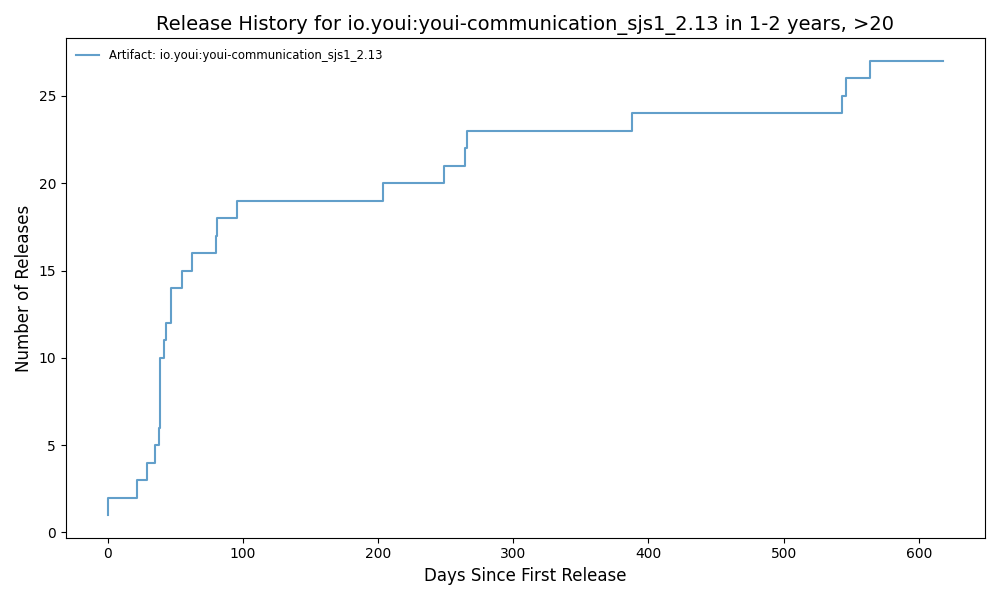 Release History for io.youi:youi-communication_sjs1_2.13 in 1-2 years, >20
Artifact: io.youi:youi-communication_sjs1_2.13
Number of Releases
25
20
15
10
5
0
0 100 200 300 400 500 600
Days Since First Release